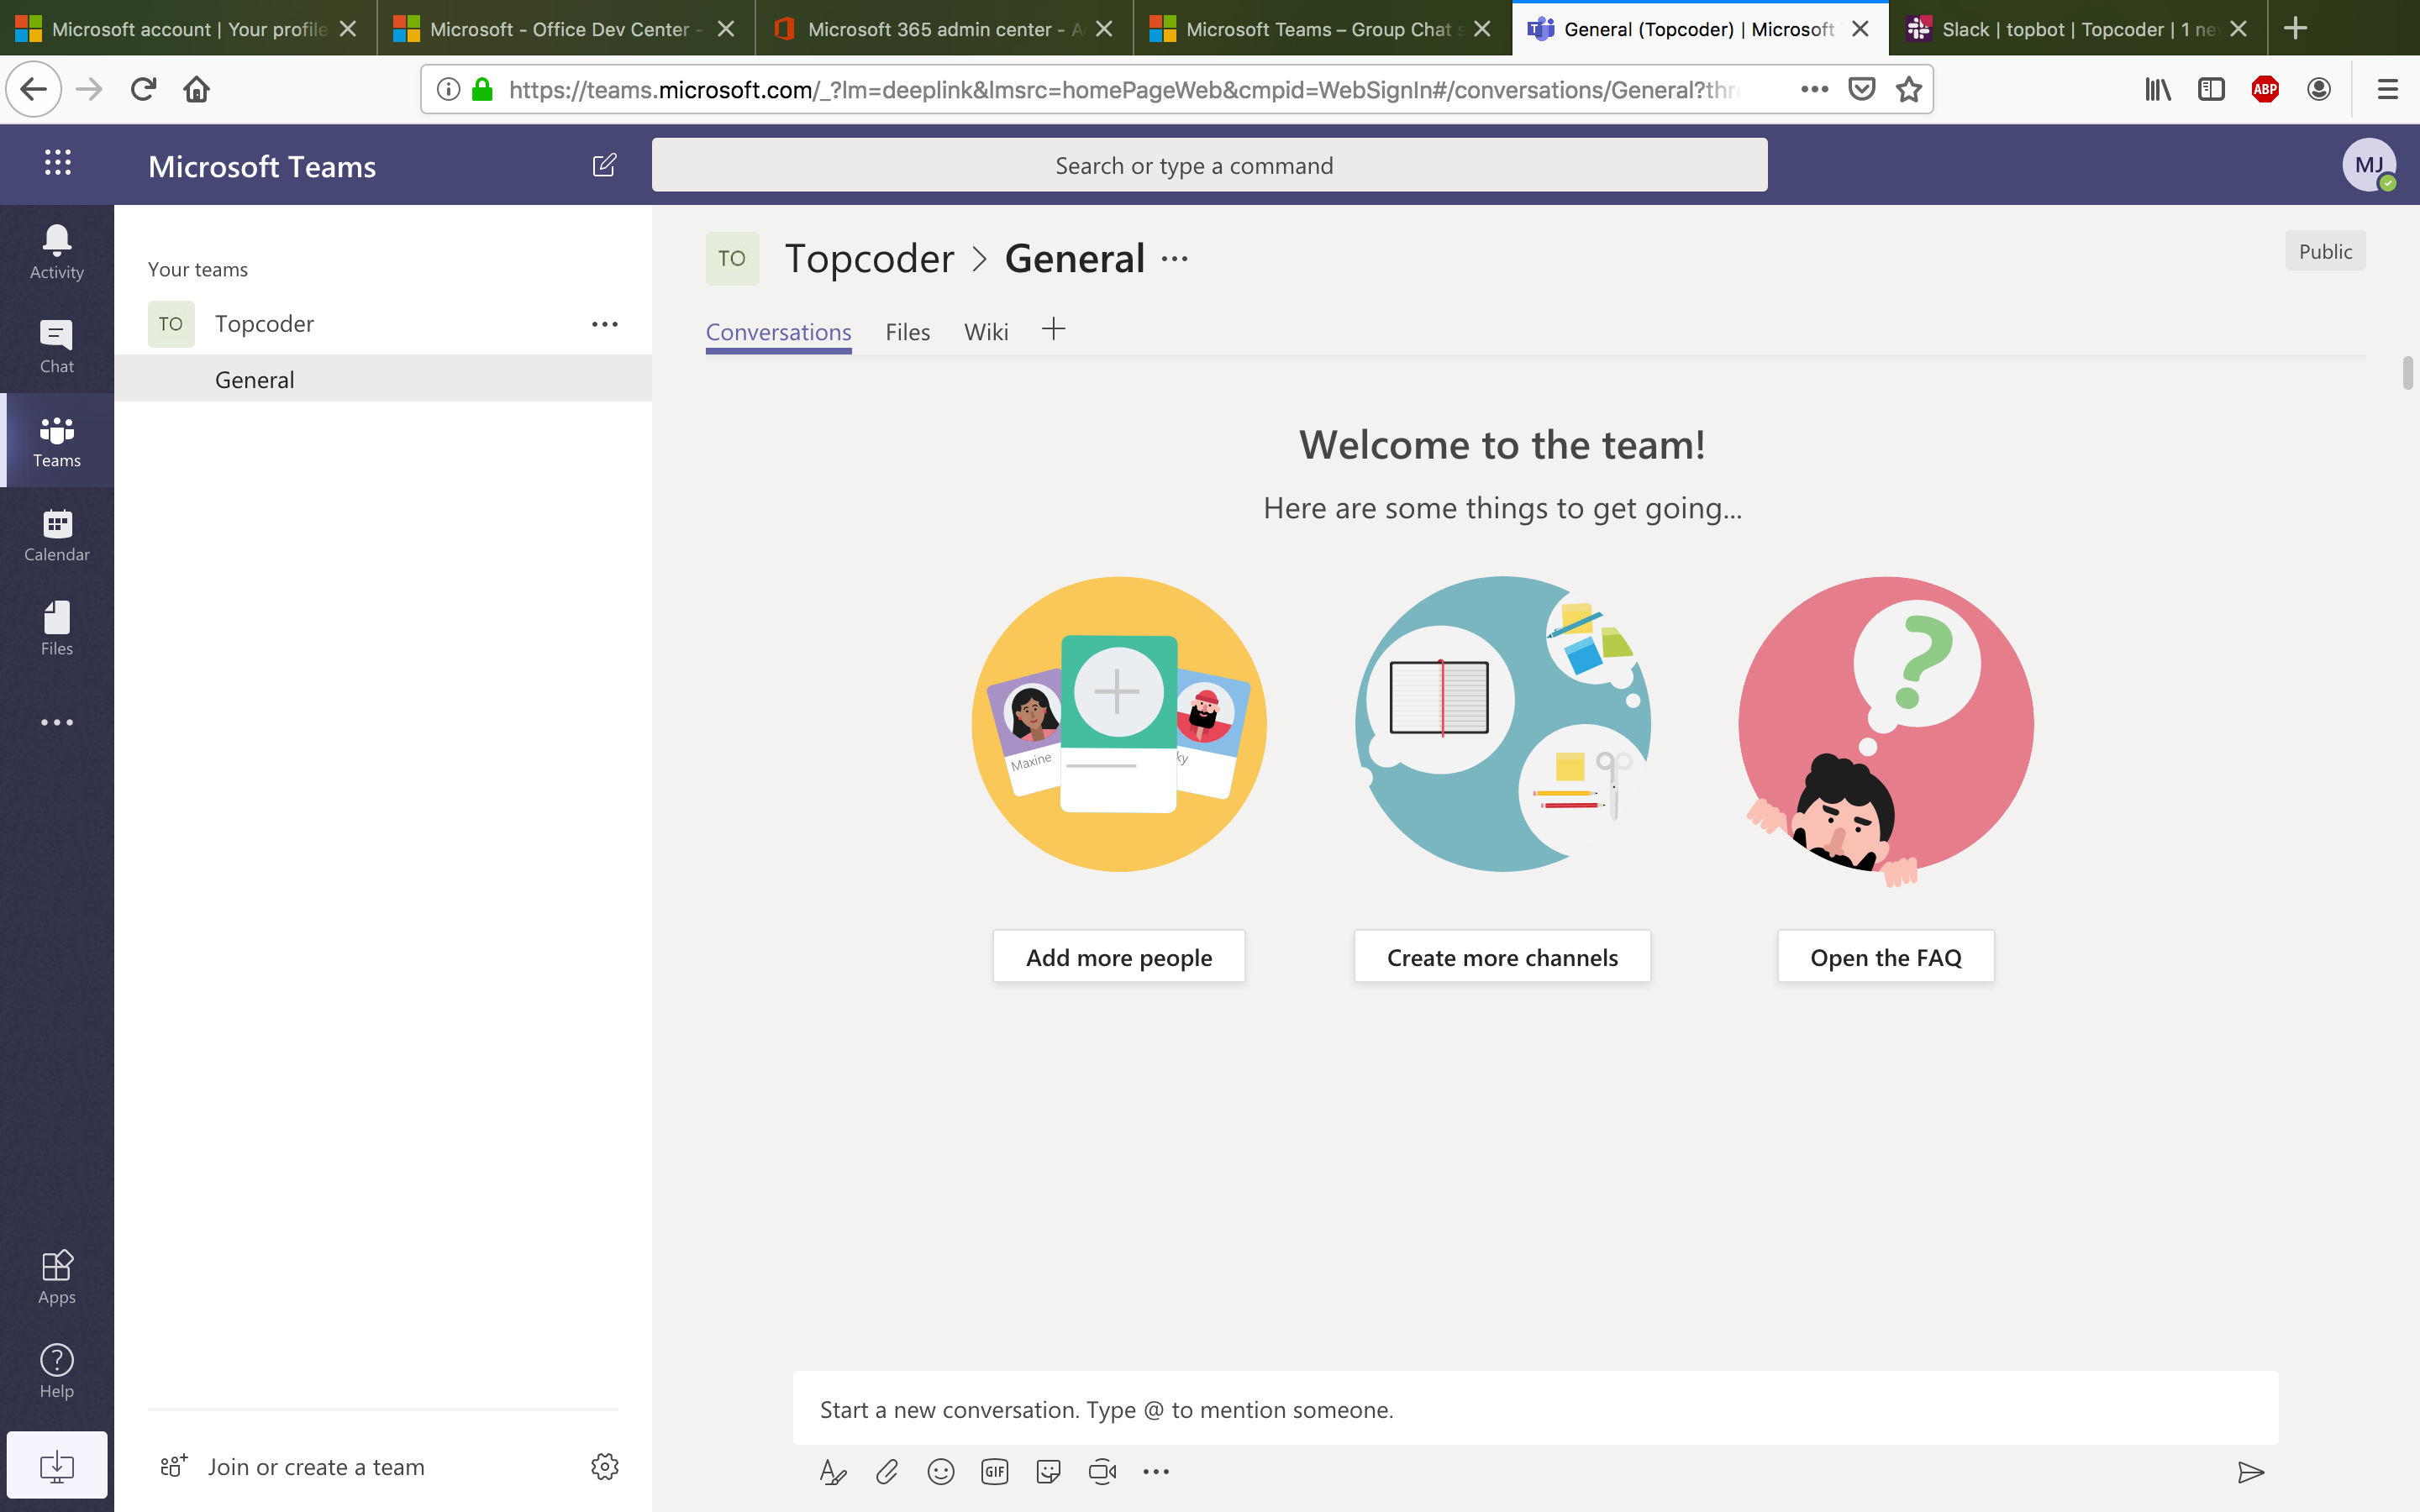 Microsoft account | Your profile
Microsoft - Office Dev Center -
Microsoft 365 admin center - A
Microsoft Teams – Group Chat s
General (Topcoder) | Microsoft
Slack | topbot | Topcoder | 1 ne
https://teams.microsoft.com/_?lm=deeplink&lmsrc=homePageWeb&cmpid=WebSignIn#/conversations/General?thr
ABP
Microsoft Teams
Search or type a command
MJ
Activity
Chat
Teams
Calendar
Files
Apps
Help
Your teams
TO Topcoder
General
Join or create a team
TO Topcoder > General
Public
Conversations Files Wiki
Welcome to the team!
Here are some things to get going...
Maxine
ky
?
Add more people
Create more channels
Open the FAQ
Start a new conversation. Type @ to mention someone.
GIF